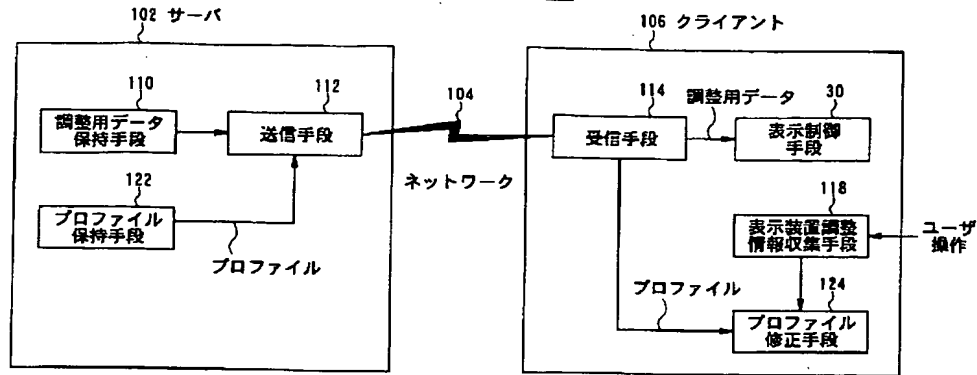 102 サーバ
106 クライアント
110
112
104
114
調整用データ
30
調整用データ
保持手段
送信手段
受信手段
表示制御
手段
ネットワーク
122
118
プロファイル
保持手段
表示装置調整
情報収集手段
ユーザ
操作
プロファイル
プロファイル
124
プロファイル
修正手段